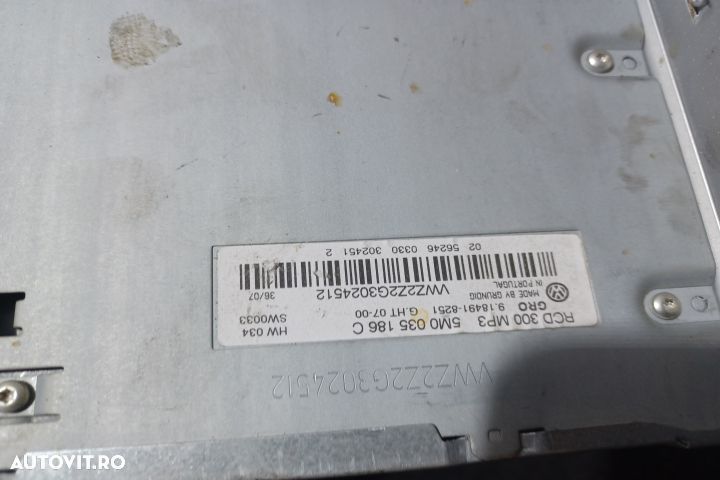 RCD 300 MP3 5M0 035 186 C HW 034
GRO 9.18491-8251 G.HT 07-00 SW0033
MADE BY GRUNDIG
IN PORTUGAL
VWZ2Z2G3024512 36/07
02 56246 0330 302451 2
VWZ2Z2G3024512
AUTOVIT.RO